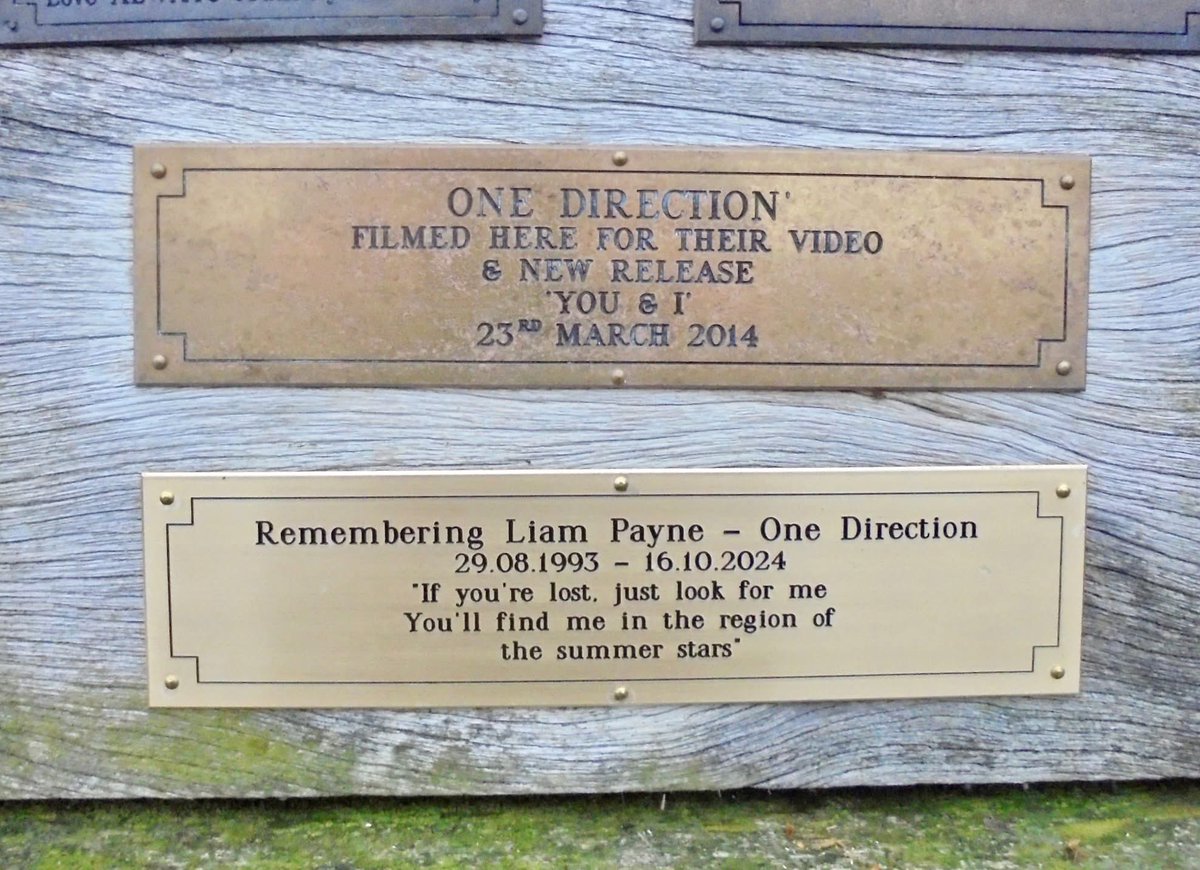 ONE DIRECTION'
FILMED HERE FOR THEIR VIDEO
& NEW RELEASE
'YOU & I'
23RD MARCH 2014
Remembering Liam Payne – One Direction
29.08.1993 – 16.10.2024
"If you're lost, just look for me
You'll find me in the region of
the summer stars"